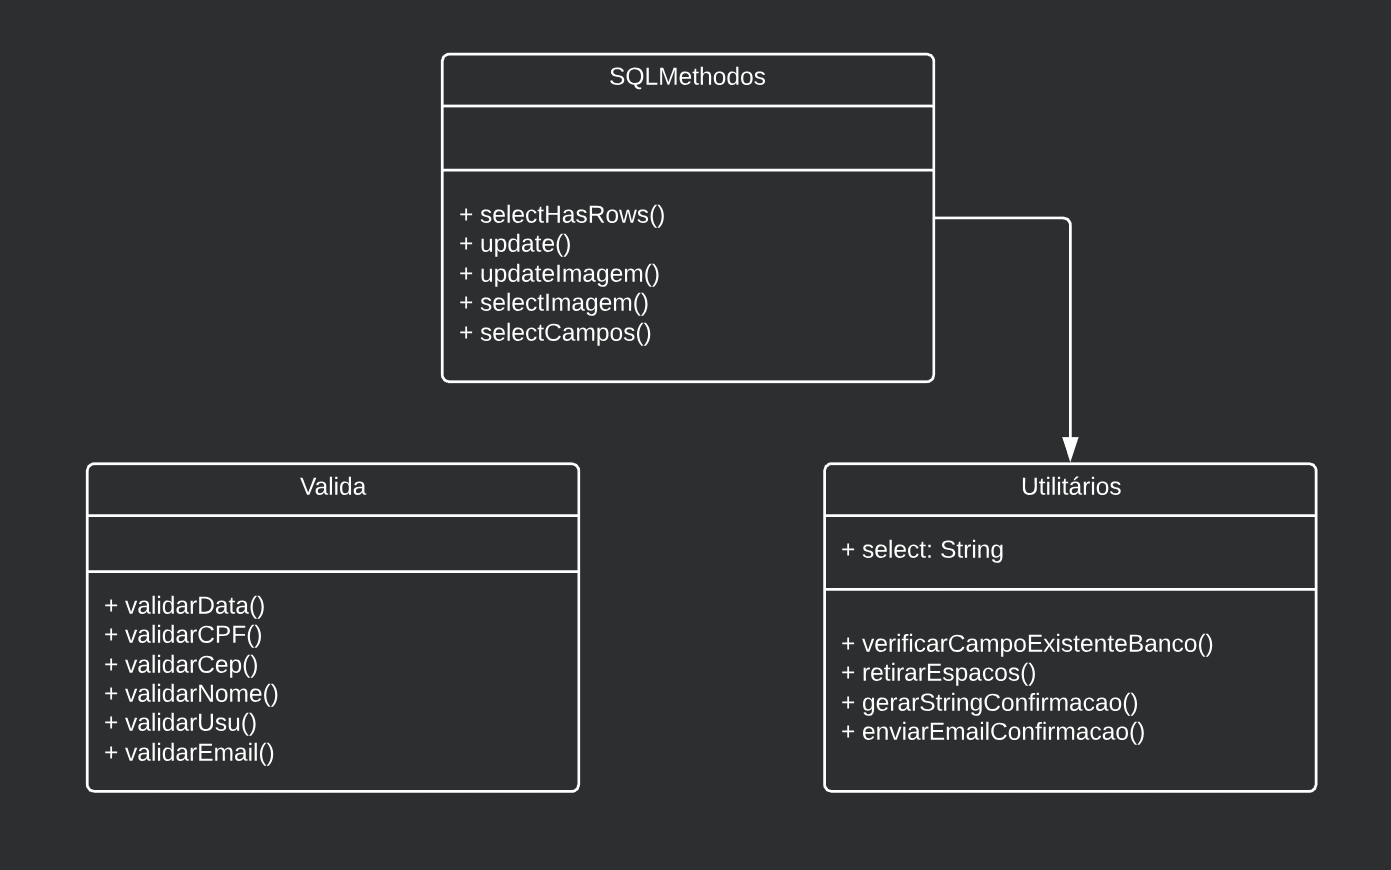 SQLMethodos
+ selectHasRows()
+ update()
+ updateImagem()
+ selectImagem()
+ selectCampos()
Valida
+ validarData()
+ validarCPF()
+ validarCep()
+ validarNome()
+ validarUsu()
+ validarEmail()
Utilitários
+ select: String
+ verificarCampoExistenteBanco()
+ retirarEspacos()
+ gerarStringConfirmacao()
+ enviarEmailConfirmacao()